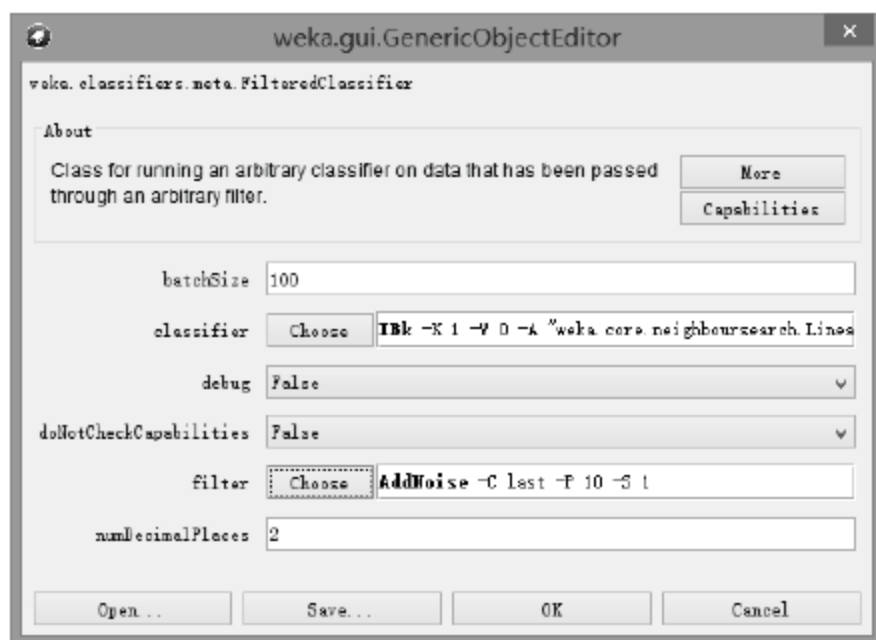 weka.gui.GenericObjectEditor
weka.classifiers.meta.FilteredClassifier
About
Class for running an arbitrary classifier on data that has been passed
through an arbitrary filter.
More
Capabilities
batchSize 100
classifier Choose IBk -K 1 -W 0 -A "weka.core.neighboursearch.Linea
debug False
doNotCheckCapabilities False
filter Choose AddNoise -C last -P 10 -S 1
numDecimalPlaces 2
Open... Save... OK Cancel